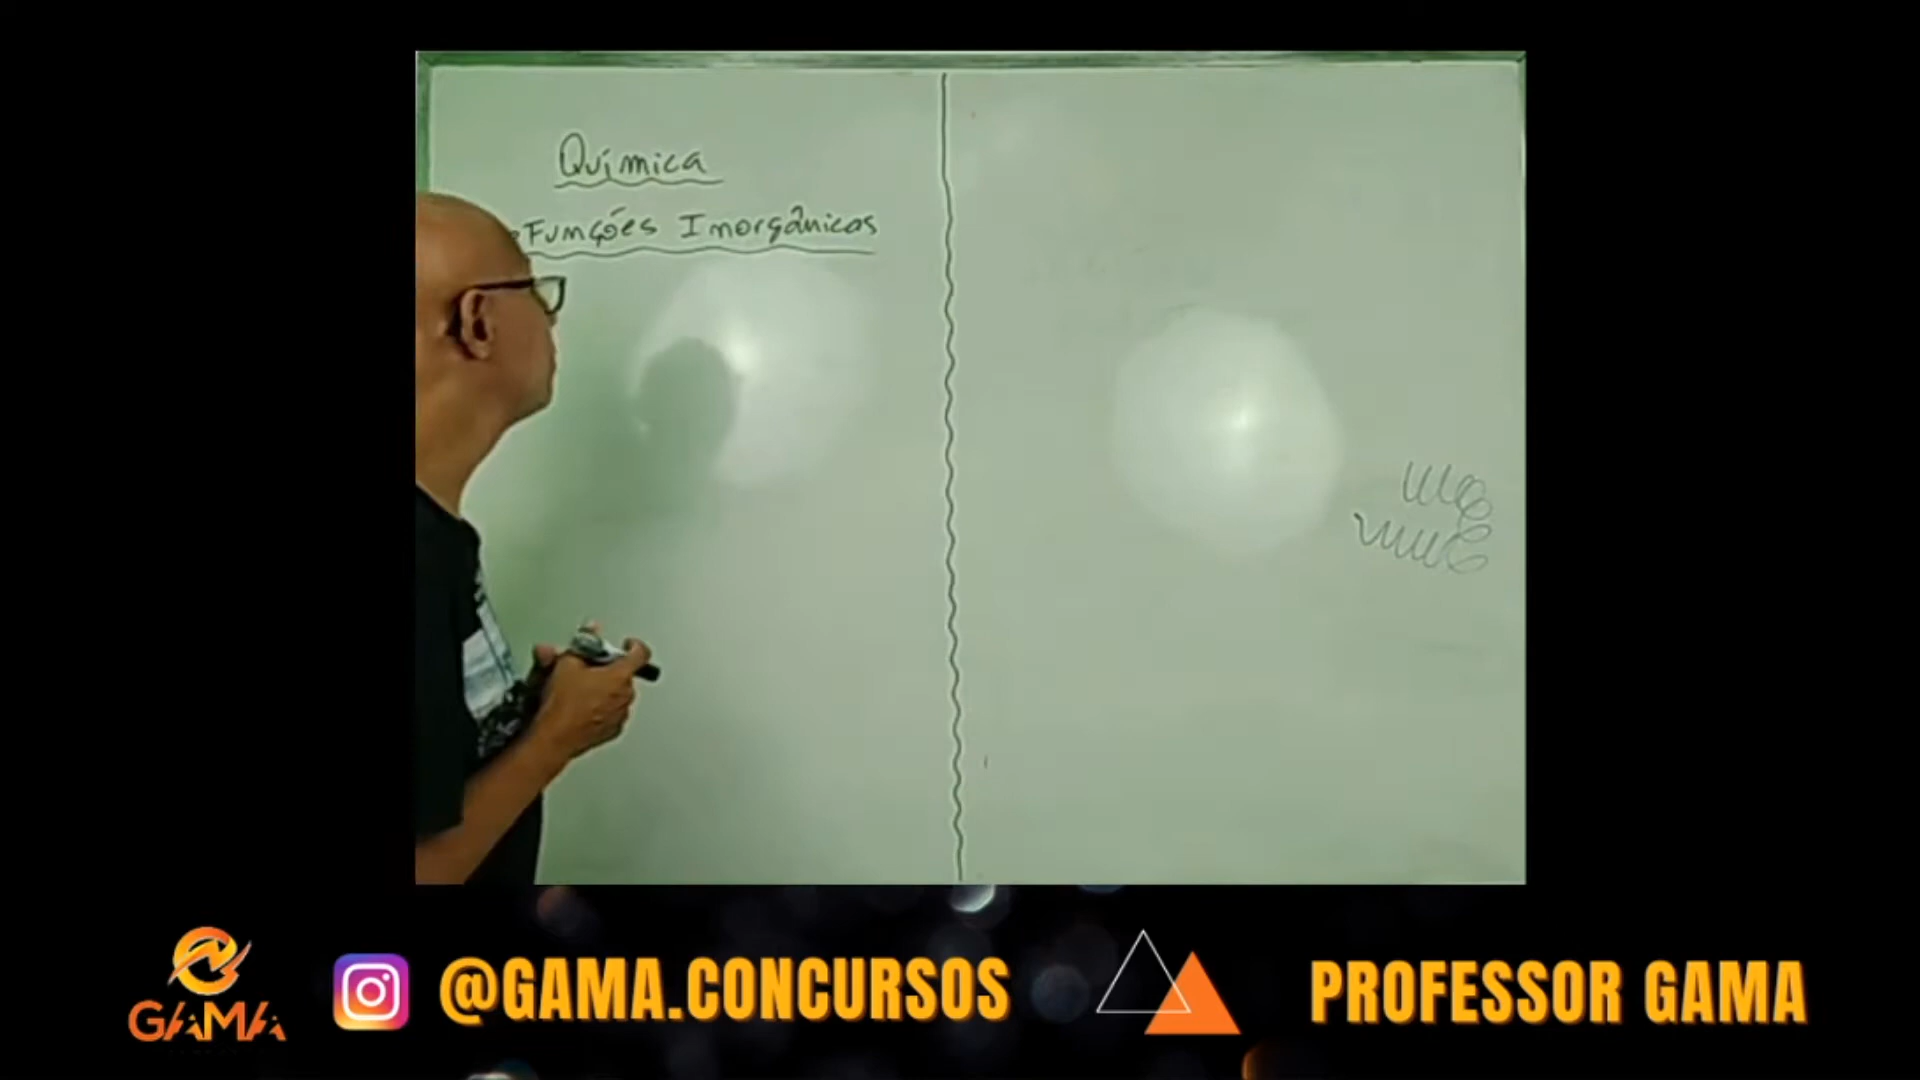 Química
Funções Inorgânicas
GAMA
@GAMA.CONCURSOS
PROFESSOR GAMA